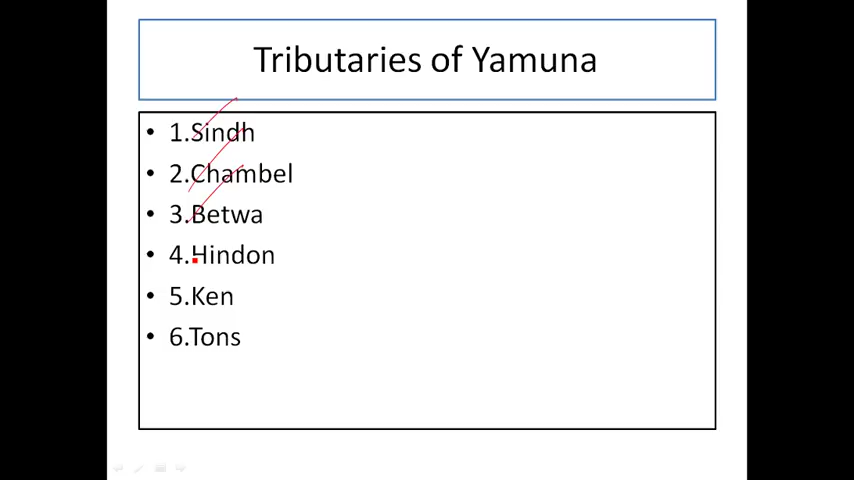 Tributaries of Yamuna
• 1.Sindh
• 2.Chambel
• 3.Betwa
• 4.Hindon
• 5.Ken
• 6.Tons